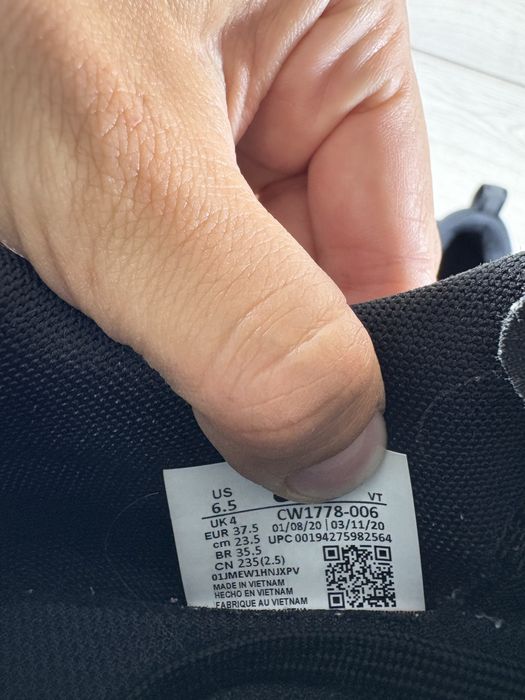 US VT
6.5 CW1778-006
UK 4 01/08/20 03/11/20
EUR 37.5 UPC 00194275982564
cm 23.5
BR 35.5
CN 235(2.5)
01JMEW1HNJXPV
MADE IN VIETNAM
HECHO EN VIETNAM
FABRIQUE AU VIETNAM